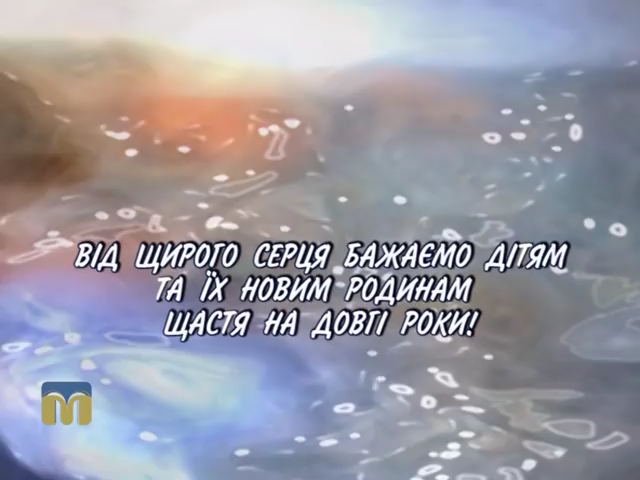 ВІД ЩИРОГО СЕРЦЯ БАЖАЄМО ДІТЯМ
ТА ЇХ НОВИМ РОДИНАМ
ЩАСТЯ НА ДОВГІ РОКИ!
М